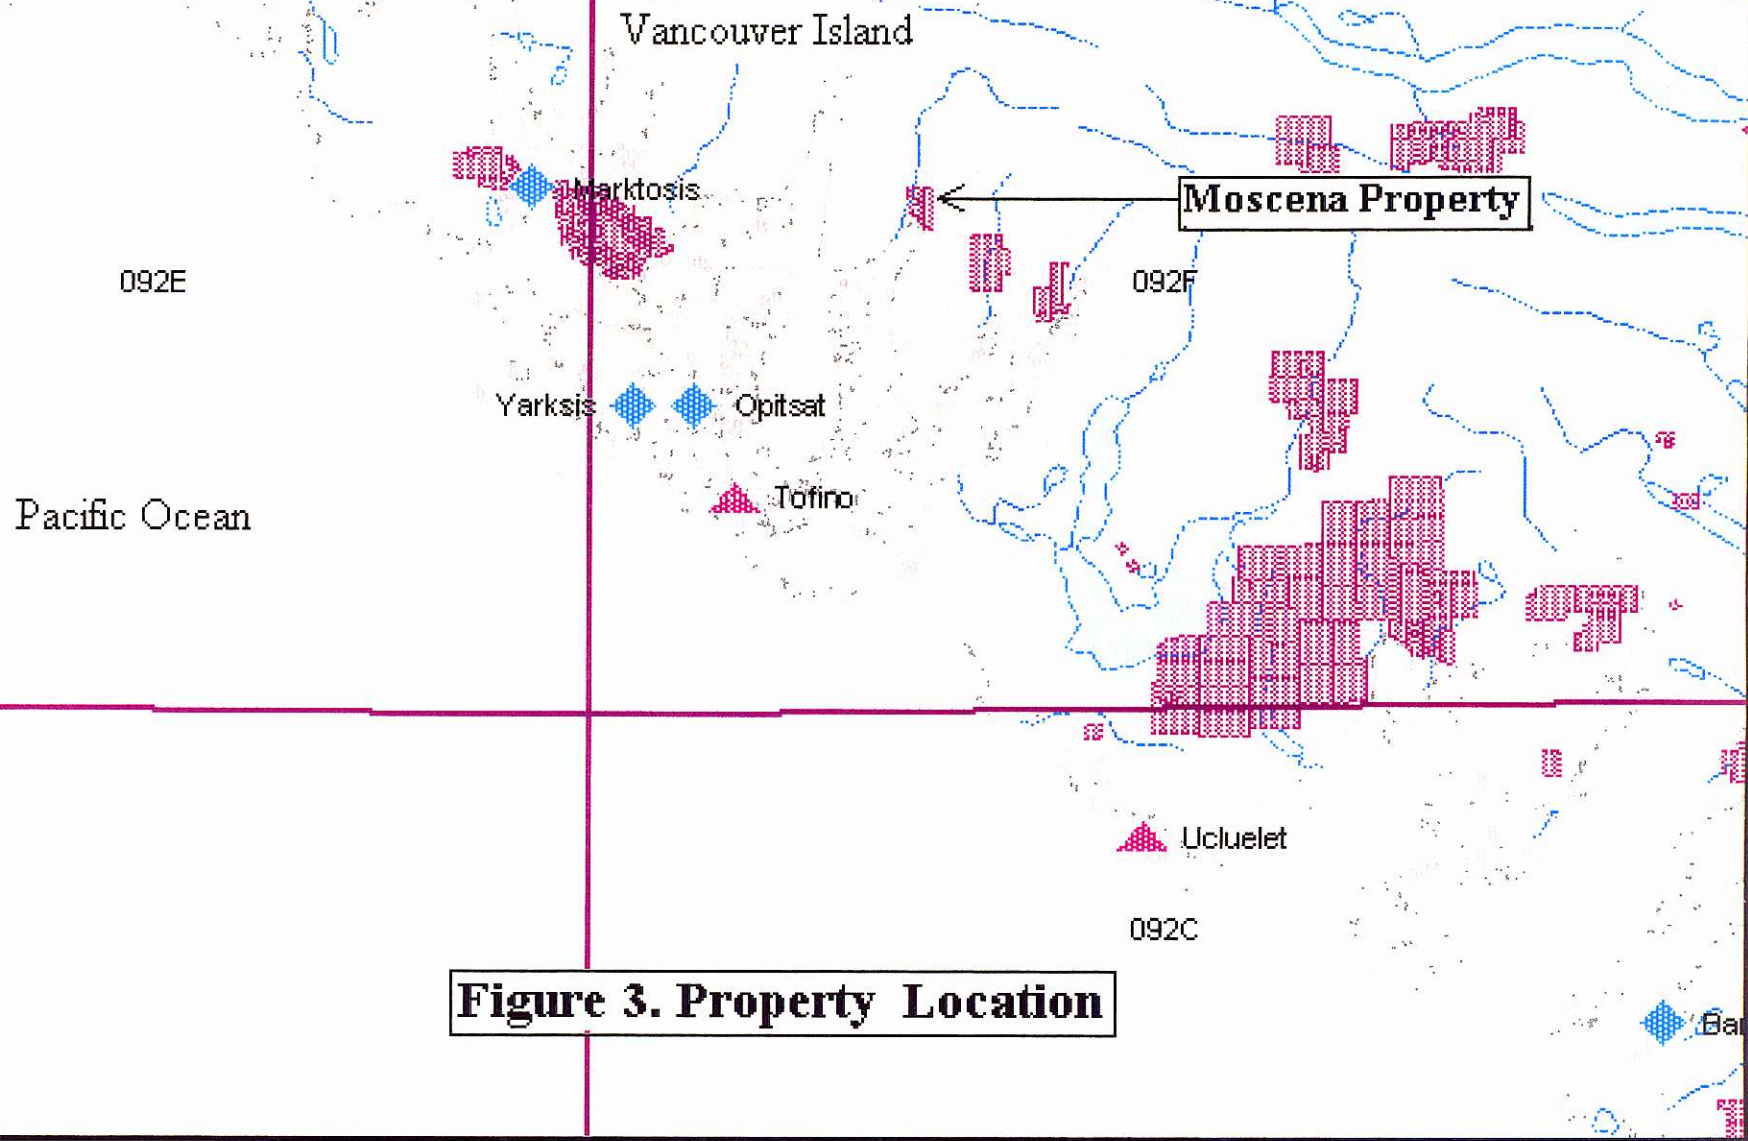 Vancouver Island
Marktosis
Moscena Property
092E
092F
Yarksis
Opitsat
Tofino
Pacific Ocean
Ucluelet
092C
Figure 3. Property Location